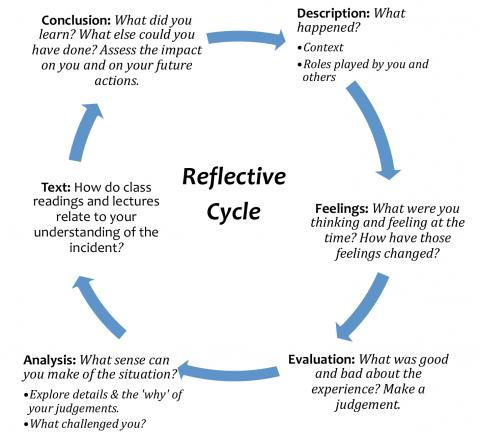 Conclusion: What did you
learn? What else could you
have done? Assess the impact
on you and on your future
actions.
Description: What
happened?
•Context
•Roles played by you and
others
Reflective
Cycle
Text: How do class
readings and lectures
relate to your
understanding of the
incident?
Feelings: What were you
thinking and feeling at the
time? How have those
feelings changed?
Analysis: What sense can
you make of the situation?
•Explore details & the 'why' of
your judgements.
•What challenged you?
Evaluation: What was good
and bad about the
experience? Make a
judgement.